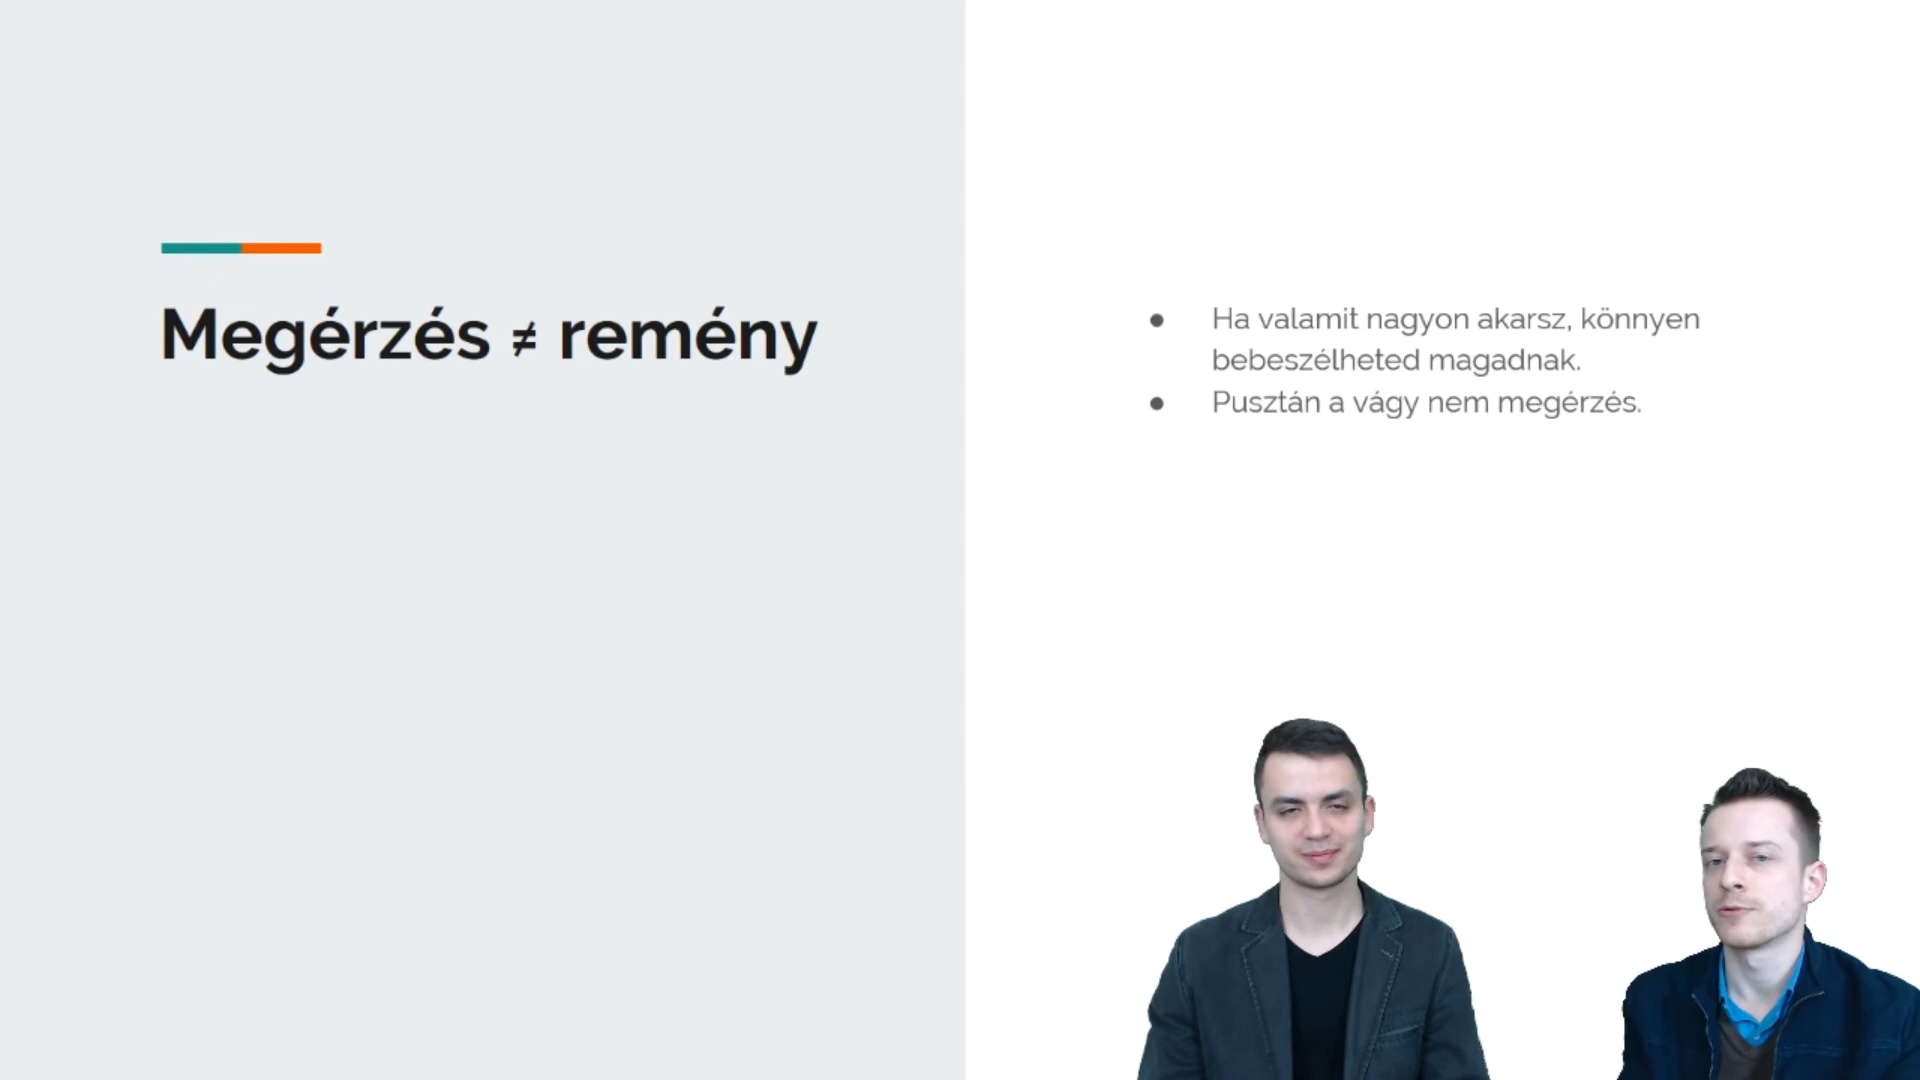 Megérzés ≠ remény
● Ha valamit nagyon akarsz, könnyen
bebeszélheted magadnak.
● Pusztán a vágy nem megérzés.